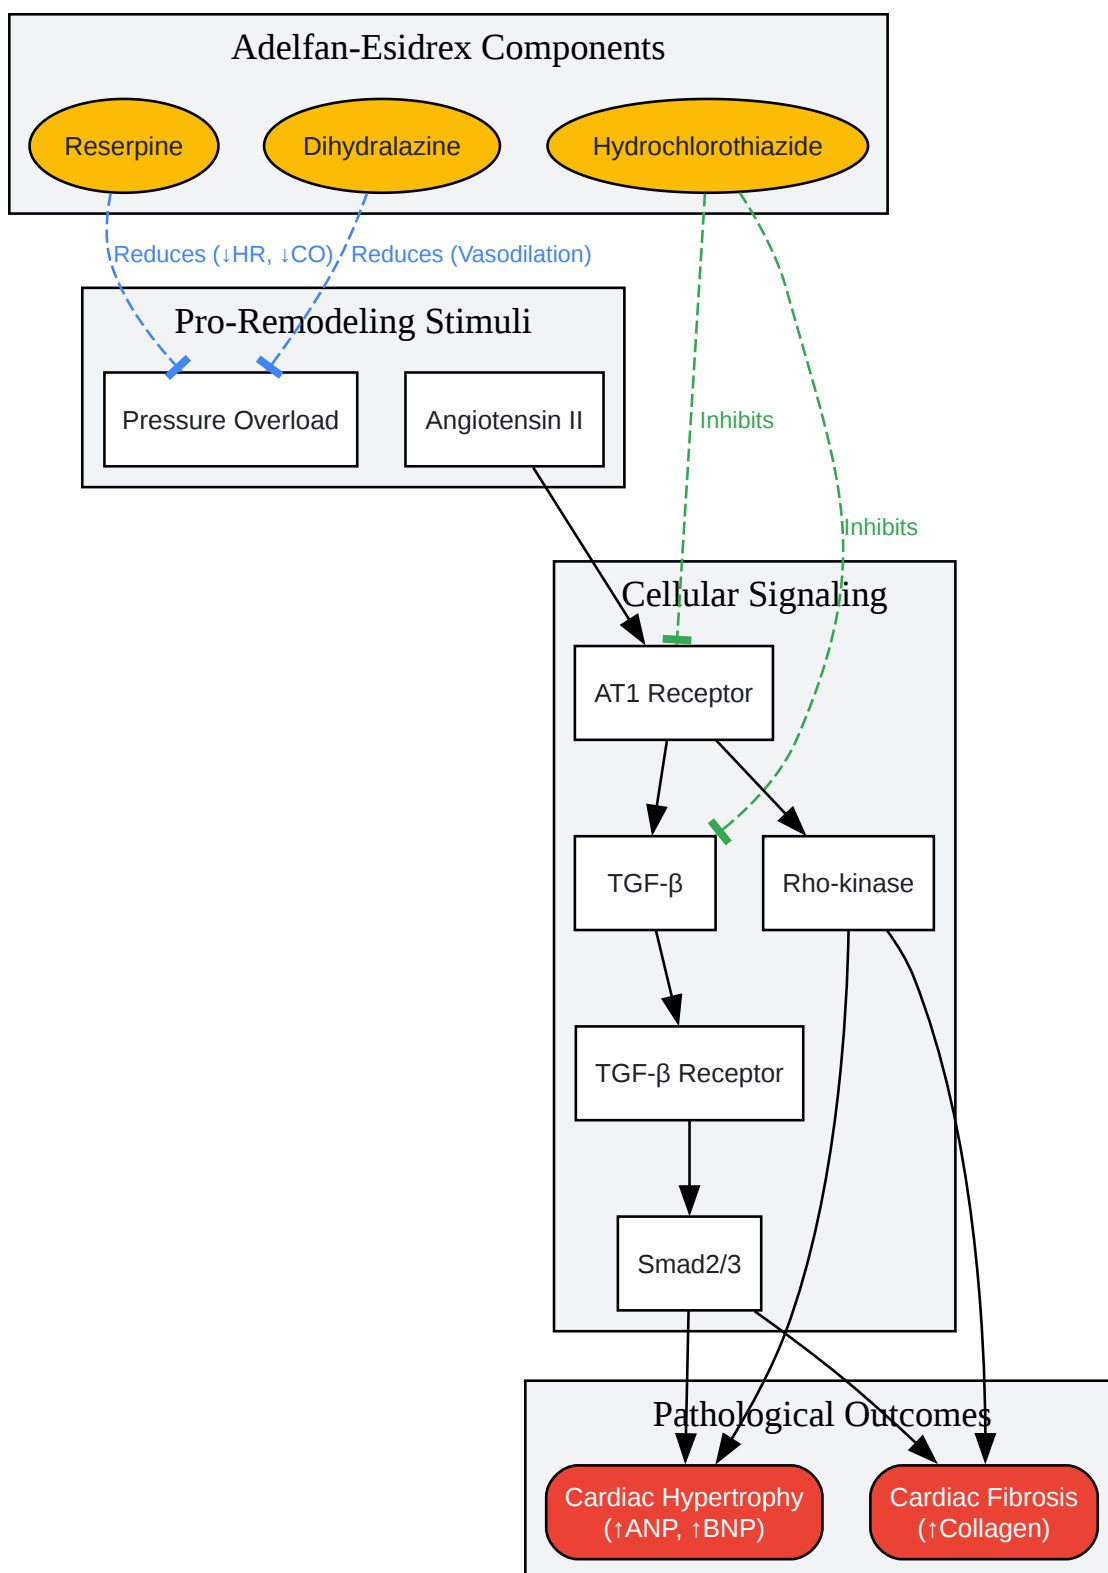 Adelfan-Esidrex Components
Reserpine
Dihydralazine
Hydrochlorothiazide
Reduces (↓HR, ↓CO)
Reduces (Vasodilation)
Pro-Remodeling Stimuli
Pressure Overload
Angiotensin II
Inhibits
Inhibits
Cellular Signaling
AT1 Receptor
TGF-β
Rho-kinase
TGF-β Receptor
Smad2/3
Pathological Outcomes
Cardiac Hypertrophy
(↑ANP, ↑BNP)
Cardiac Fibrosis
(↑Collagen)